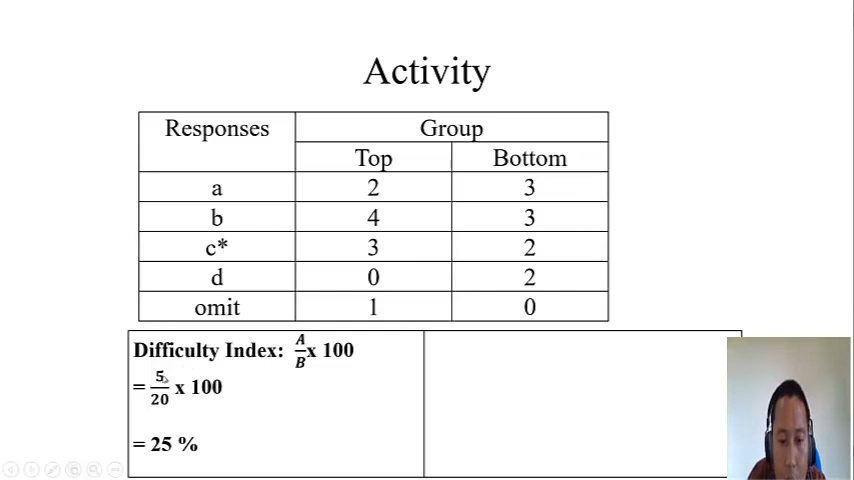 Activity
Responses Group
Top Bottom
a 2 3
b 4 3
c* 3 2
d 0 2
omit 1 0
Difficulty Index: A/B x 100
= 5/20 x 100
= 25 %